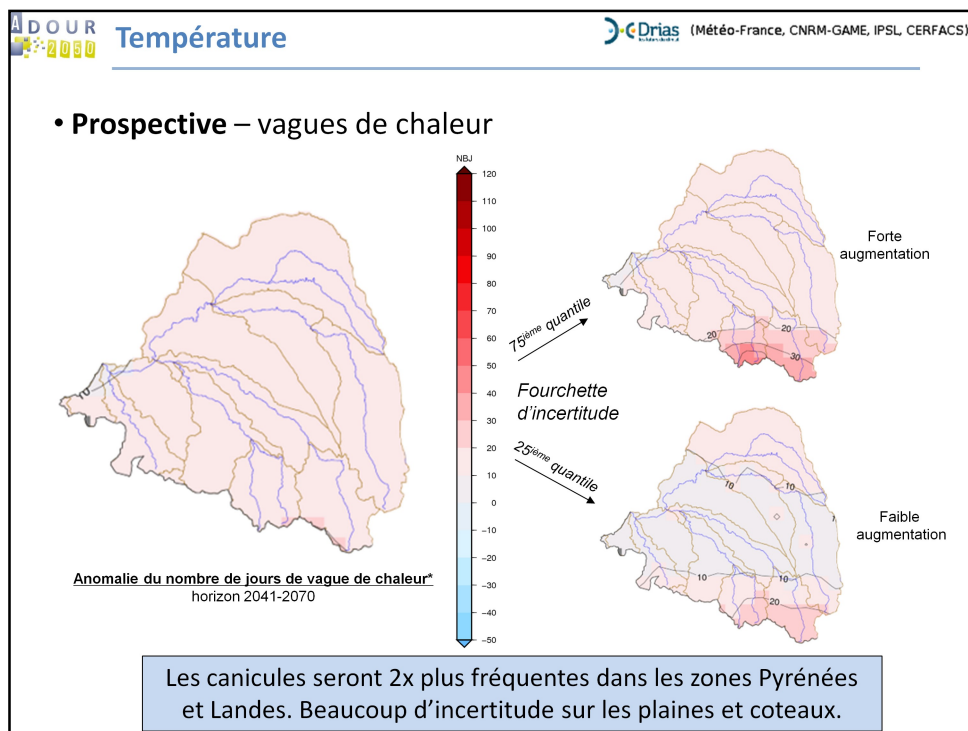 ADOUR
2050
Température
Drias
(Météo-France, CNRM-GAME, IPSL, CERFACS)
• Prospective – vagues de chaleur
NBJ
120
110
100
90
80
70
60
50
40
30
20
10
0
−10
−20
−30
−40
−50
Forte
augmentation
20
20
30
75ième quantile
Fourchette
d'incertitude
25ième quantile
10
10
10
10
20
Faible
augmentation
Anomalie du nombre de jours de vague de chaleur*
horizon 2041-2070
Les canicules seront 2x plus fréquentes dans les zones Pyrénées
et Landes. Beaucoup d'incertitude sur les plaines et coteaux.